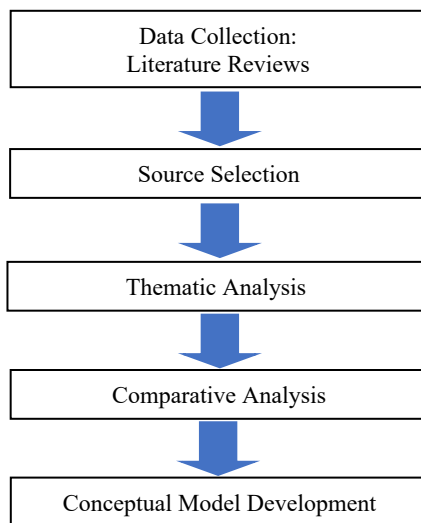 Data Collection:
Literature Reviews
Source Selection
Thematic Analysis
Comparative Analysis
Conceptual Model Development